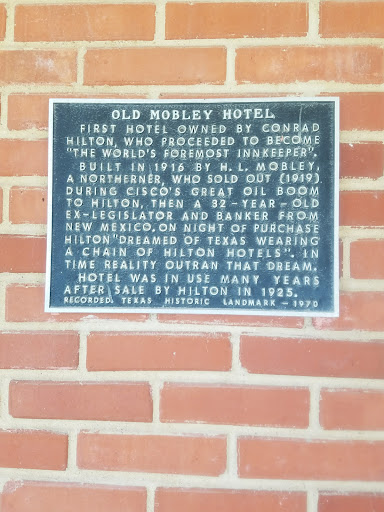 OLD MOBLEY HOTEL
FIRST HOTEL OWNED BY CONRAD
HILTON, WHO PROCEEDED TO BECOME
"THE WORLD'S FOREMOST INNKEEPER".
BUILT IN 1916 BY H. L. MOBLEY,
A NORTHERNER, WHO SOLD OUT (1919)
DURING CISCO'S GREAT OIL BOOM
TO HILTON, THEN A 32-YEAR-OLD
EX-LEGISLATOR AND BANKER FROM
NEW MEXICO. ON NIGHT OF PURCHASE
HILTON "DREAMED OF TEXAS WEARING
A CHAIN OF HILTON HOTELS". IN
TIME REALITY OUTRAN THAT DREAM.
HOTEL WAS IN USE MANY YEARS
AFTER SALE BY HILTON IN 1925.
RECORDED TEXAS HISTORIC LANDMARK - 1970